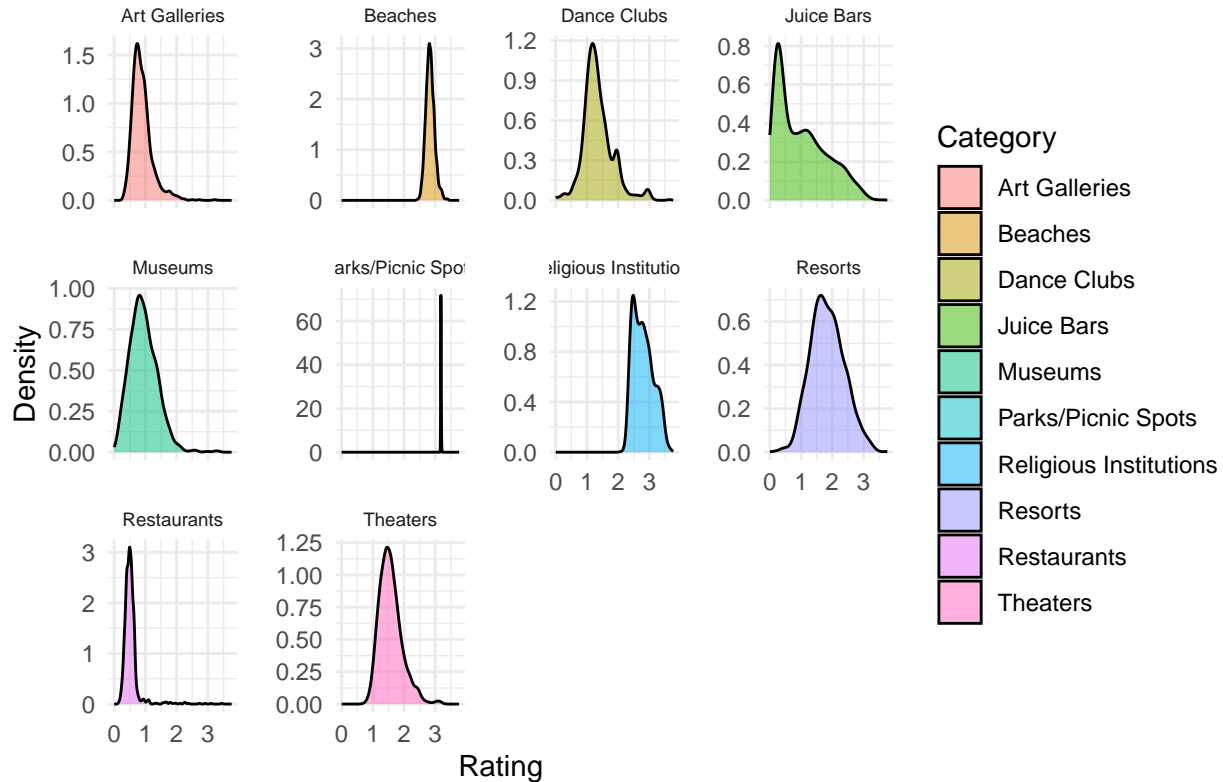 Art Galleries
Beaches
Dance Clubs
Juice Bars
1.5
1.0
0.5
0.0
3
2
1
0
1.2
0.9
0.6
0.3
0.0
0.8
0.6
0.4
0.2
0.0
Museums
arks/Picnic Spot
eligious Institutio
Resorts
1.00
0.75
0.50
0.25
0.00
60
40
20
0
1.2
0.8
0.4
0.0
0 1 2 3
0.6
0.4
0.2
0.0
0 1 2 3
Restaurants
Theaters
3
2
1
0
0 1 2 3
1.25
1.00
0.75
0.50
0.25
0.00
0 1 2 3
Density
Rating
Category
Art Galleries
Beaches
Dance Clubs
Juice Bars
Museums
Parks/Picnic Spots
Religious Institutions
Resorts
Restaurants
Theaters